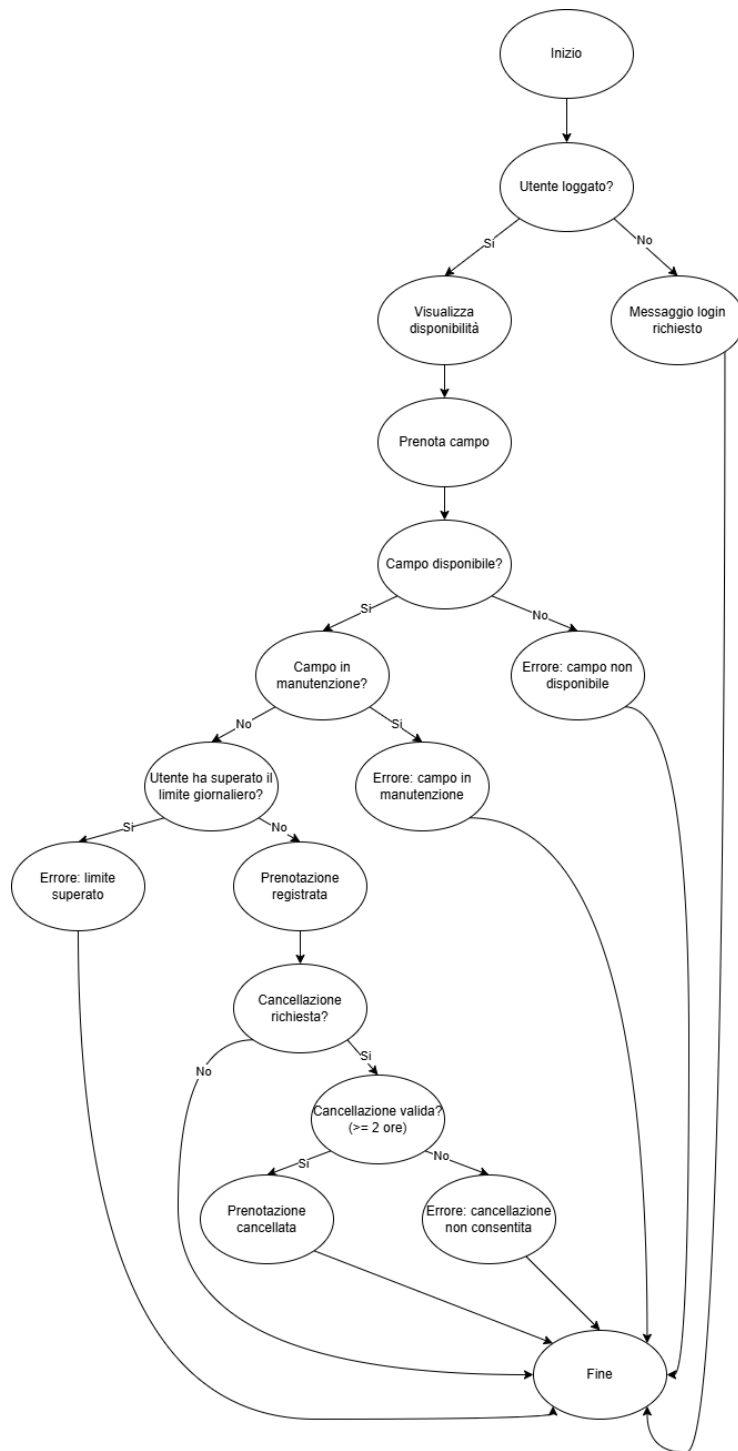 Inizio
Utente loggato?
Si
No
Visualizza
disponibilità
Messaggio login
richiesto
Prenota campo
Campo disponibile?
Si
No
Campo in
manutenzione?
Errore: campo non
disponibile
No
Si
Utente ha superato il
limite giornaliero?
Errore: campo in
manutenzione
Si
No
Errore: limite
superato
Prenotazione
registrata
Cancellazione
richiesta?
No
Si
Cancellazione valida?
(>= 2 ore)
Si
No
Prenotazione
cancellata
Errore: cancellazione
non consentita
Fine